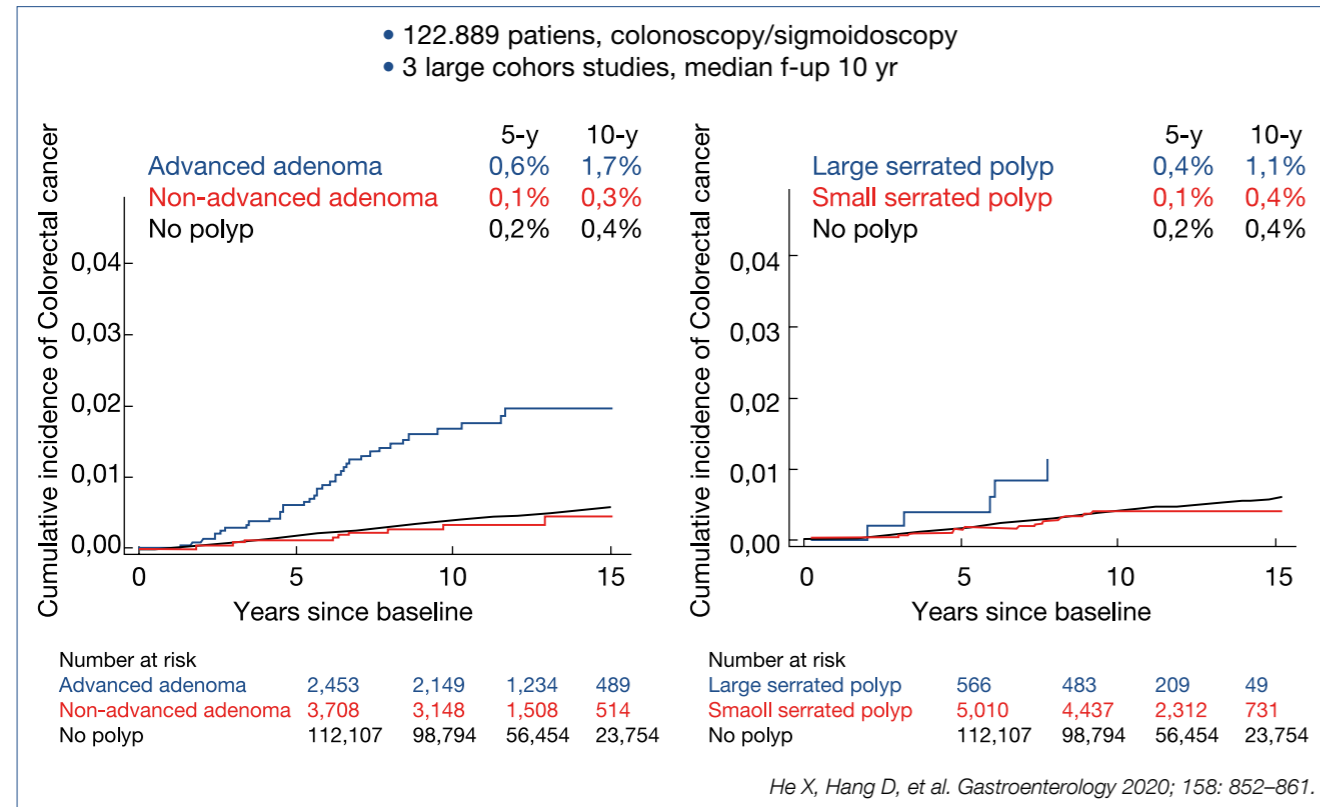 • 122.889 patiens, colonoscopy/sigmoidoscopy
• 3 large cohors studies, median f-up 10 yr
Cumulative incidence of Colorectal cancer
5-y 10-y
Advanced adenoma 0,6% 1,7%
Non-advanced adenoma 0,1% 0,3%
No polyp 0,2% 0,4%
0,04
0,03
0,02
0,01
0,00
0 5 10 15
Years since baseline
Number at risk
Advanced adenoma 2,453 2,149 1,234 489
Non-advanced adenoma 3,708 3,148 1,508 514
No polyp 112,107 98,794 56,454 23,754
Cumulative incidence of Colorectal cancer
5-y 10-y
Large serrated polyp 0,4% 1,1%
Small serrated polyp 0,1% 0,4%
No polyp 0,2% 0,4%
0,04
0,03
0,02
0,01
0,00
0 5 10 15
Years since baseline
Number at risk
Large serrated polyp 566 483 209 49
Smaoll serrated polyp 5,010 4,437 2,312 731
No polyp 112,107 98,794 56,454 23,754
He X, Hang D, et al. Gastroenterology 2020; 158: 852–861.